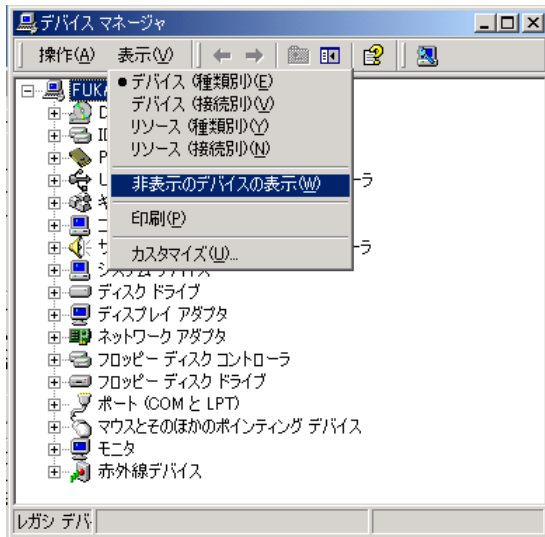 デバイス マネージャ
操作(A) 表示(V)
デバイス (種類別)(E)
デバイス (接続別)(V)
リソース (種類別)(Y)
リソース (接続別)(N)
非表示のデバイスの表示(W)
印刷(P)
カスタマイズ(U)...
ディスク ドライブ
ディスプレイ アダプタ
ネットワーク アダプタ
フロッピー ディスク コントローラ
フロッピー ディスク ドライブ
ポート (COM と LPT)
マウスとそのほかのポインティング デバイス
モニタ
赤外線デバイス
レガシ デバ